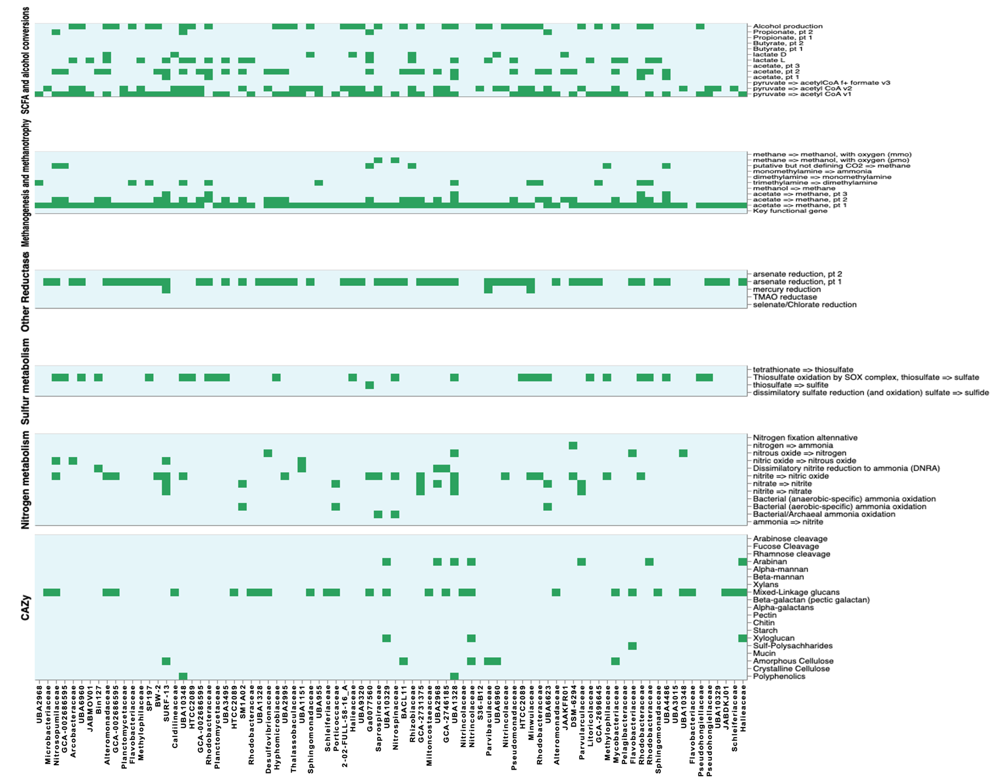 SCFA and alcohol conversions
Alcohol production
Propionate, pt 2
Propionate, pt 1
Butyrate, pt 2
Butyrate, pt 1
lactate D
lactate L
acetate, pt 3
acetate, pt 2
acetate, pt 1
pyruvate => acetylCoA f+ formate v3
pyruvate => acetyl CoA v2
pyruvate => acetyl CoA v1
Methanogenesis and methanotrophy
methane => methanol, with oxygen (mmo)
methane => methanol, with oxygen (pmo)
putative but not defining CO2 => methane
monomethylamine => ammonia
dimethylamine => monomethylamine
trimethylamine => dimethylamine
methanol => methane
acetate => methane, pt 3
acetate => methane, pt 2
acetate => methane, pt 1
Key functional gene
Other Reductases
arsenate reduction, pt 2
arsenate reduction, pt 1
mercury reduction
TMAO reductase
selenate/Chlorate reduction
Sulfur metabolism
tetrathionate => thiosulfate
Thiosulfate oxidation by SOX complex, thiosulfate => sulfate
thiosulfate => sulfite
dissimilatory sulfate reduction (and oxidation) sulfate => sulfide
Nitrogen metabolism
Nitrogen fixation altennative
nitrogen => ammonia
nitrous oxide => nitrogen
nitric oxide => nitrous oxide
Dissimilatory nitrite reduction to ammonia (DNRA)
nitrite => nitric oxide
nitrate => nitrite
nitrite => nitrate
Bacterial (anaerobic-specific) ammonia oxidation
Bacterial (aerobic-specific) ammonia oxidation
Bacterial/Archaeal ammonia oxidation
ammonia => nitrite
CAZy
Arabinose cleavage
Fucose Cleavage
Rhamnose cleavage
Arabinan
Alpha-mannan
Beta-mannan
Xylans
Mixed-Linkage glucans
Beta-galactan (pectic galactan)
Alpha-galactans
Pectin
Chitin
Starch
Xyloglucan
Sulf-Polysachharides
Mucin
Amorphous Cellulose
Crystalline Cellulose
Polyphenolics
UBA2968
Microbacteriaceae
Nitrosopumilaceae
GCA-002686595
Arcobacteraceae
UBA6960
JABMOV01
Bin127
Alteromonadaceae
GCA-002686595
Planctomycetaceae
Flavobacteriaceae
Methylophilaceae
SP197
BW-2
SURF-13
Caldilineaceae
UBA10348
HTCC2089
GCA-002686595
Rhodobacteraceae
Planctomycetaceae
UBA3495
HTCC2089
SM1A02
Rhodobacteraceae
UBA1328
Desulfovibrionaceae
Hyphomicrobiaceae
UBA2995
Thalassobaculaceae
UBA1151
Sphingomonadaceae
UBA955
Schleiferiaceae
Porticoccaceae
2-02-FULL-58-16_A
Halieaceae
UBA9320
Ga0077560
Saprospiraceae
UBA10329
Nitrospinaceae
BACL11
Rhizobiaceae
GCA-2731375
Miltoncostaeaceae
UBA2968
GCA-2746185
UBA1328
Nitrincolaceae
Nitrincolaceae
S36-B12
Parvibaculaceae
UBA6960
Nitrincolaceae
Pseudomonadaceae
HTCC2089
Minwuiaceae
Rhodobacteraceae
UBA6623
Alteromonadaceae
JAAKFR01
DSM-6294
Parvularculaceae
Litoricolaceae
GCA-2696645
Methylophilaceae
Mycobacteriaceae
Pelagibacteraceae
Flavobacteriaceae
Rhodobacteraceae
Rhodobacteraceae
Sphingomonadaceae
UBA4486
UBA3015
UBA10348
Flavobacteriaceae
Pseudohongiellaceae
Pseudohongiellaceae
UBA10329
JABDKJ01
Schleiferiaceae
Halieaceae